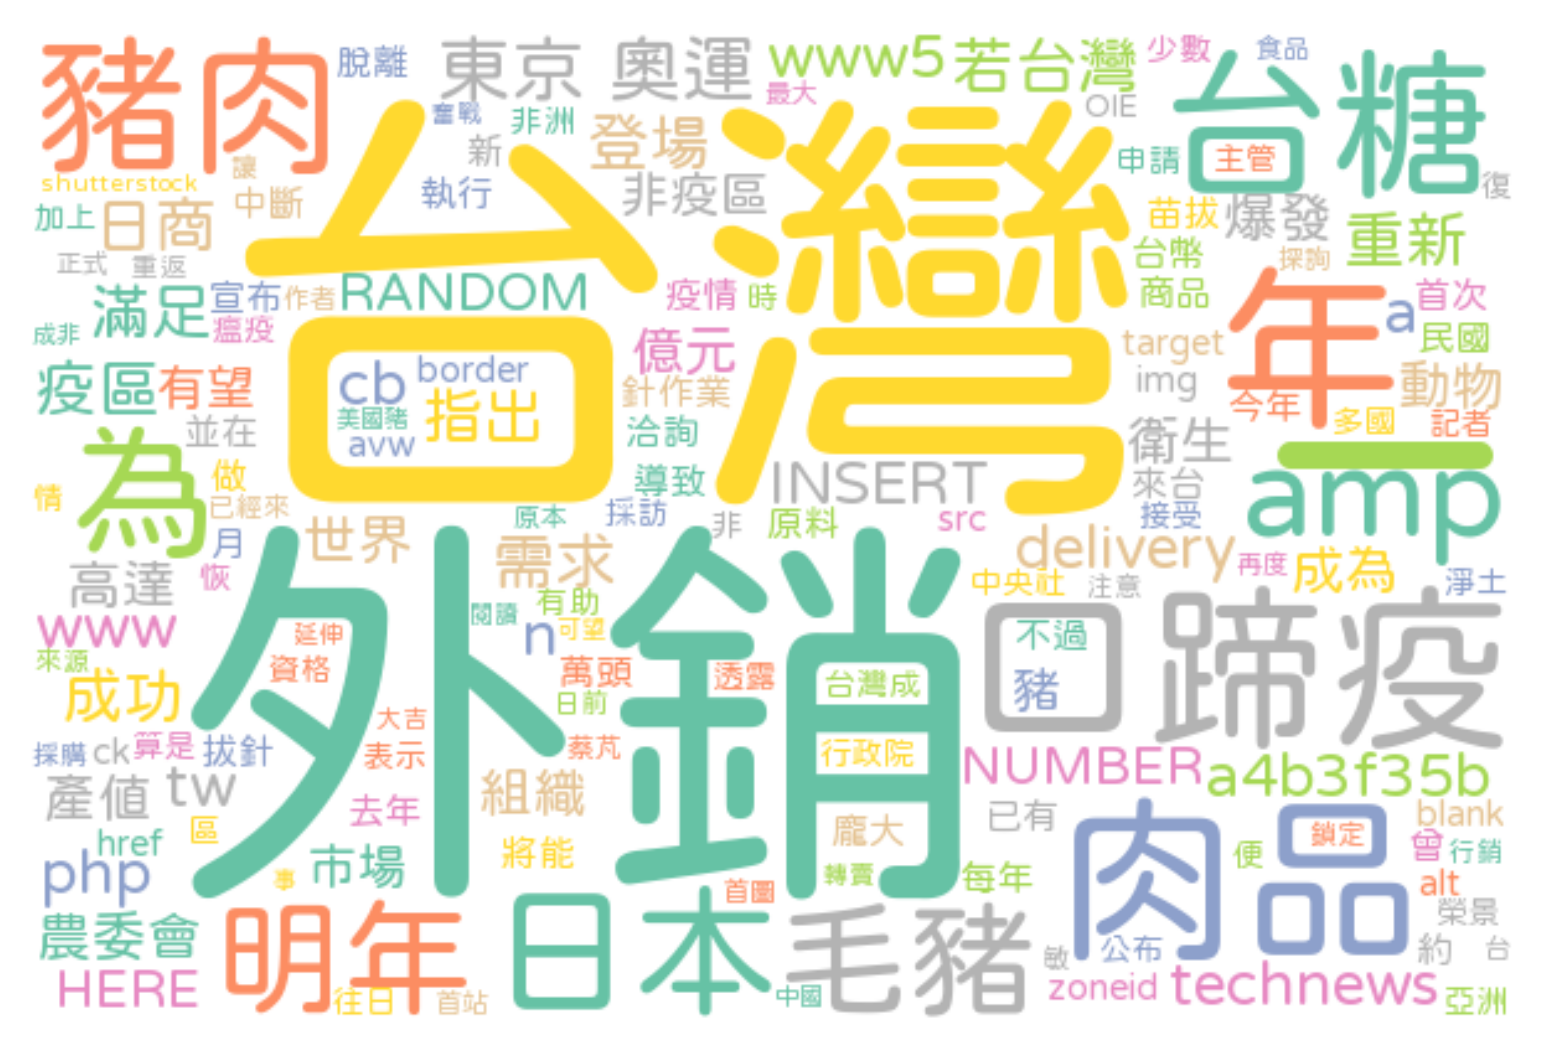 豬肉
脫離
東京 奧運
www5
若台灣
少數
食品
台糖
最大
奮戰
非洲
OIE
登場
新
申請
主管
讓
shutterstock
執行
非疫區
復
加上
日商
中斷
台灣
苗拔
爆發
重新
台幣
探詢
正式
重返
滿足
宣布
作者
RANDOM
疫情
時
商品
年
a
首次
成非
瘟疫
億元
target
民國
疫區
有望
cb
border
針作業
img
動物
今年
美國豬
指出
並在
avw
洽詢
多國
記者
為
衛生
一
做
情
已經來
導致
INSERT
來台
amp
原本
採訪
非
原料
src
接受
月
世界
需求
delivery
再度
成為
高達
恢
外銷
中央社
注意
淨土
www
閱讀
有助
n
可望
口蹄疫
不過
延伸
來源
資格
萬頭
透露
台灣成
豬
成功
日前
大吉
採購
ck
算是
拔針
表示
蔡芃
行政院
NUMBER
a4b3f35b
產值
tw
去年
組織
龐大
已有
肉品
blank
鎖定
曾
行銷
href
區
市場
將能
便
php
事
轉賣
每年
alt
首圖
農委會
明年
日本
毛豬
榮景
公布
敏
約
台
HERE
往日
首站
中國
zoneid
technews
亞洲